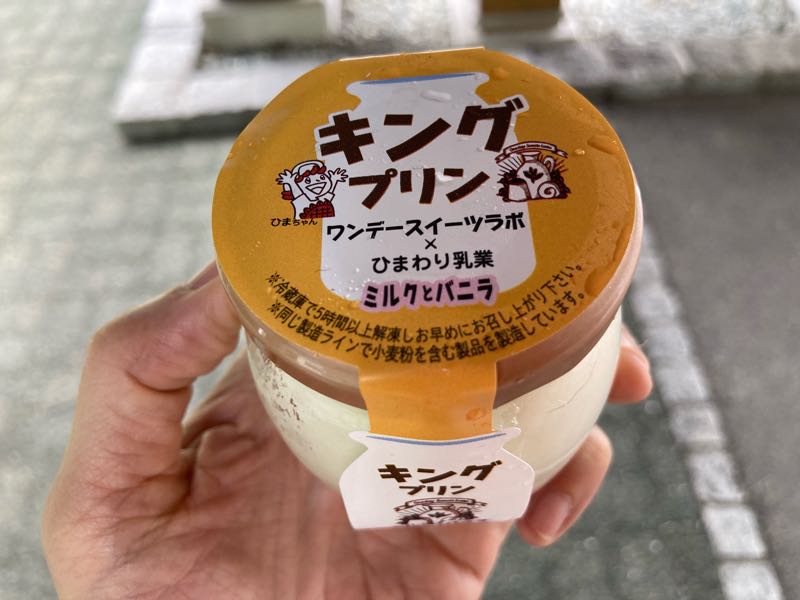 キング
プリン
ひまちゃん
ワンデースイーツラボ
×
ひまわり乳業
ミルクとバニラ
※冷蔵庫で5時間以上解凍しお早めにお召し上がり下さい。
※同じ製造ラインで小麦粉を含む製品を製造しています。
キング
プリン